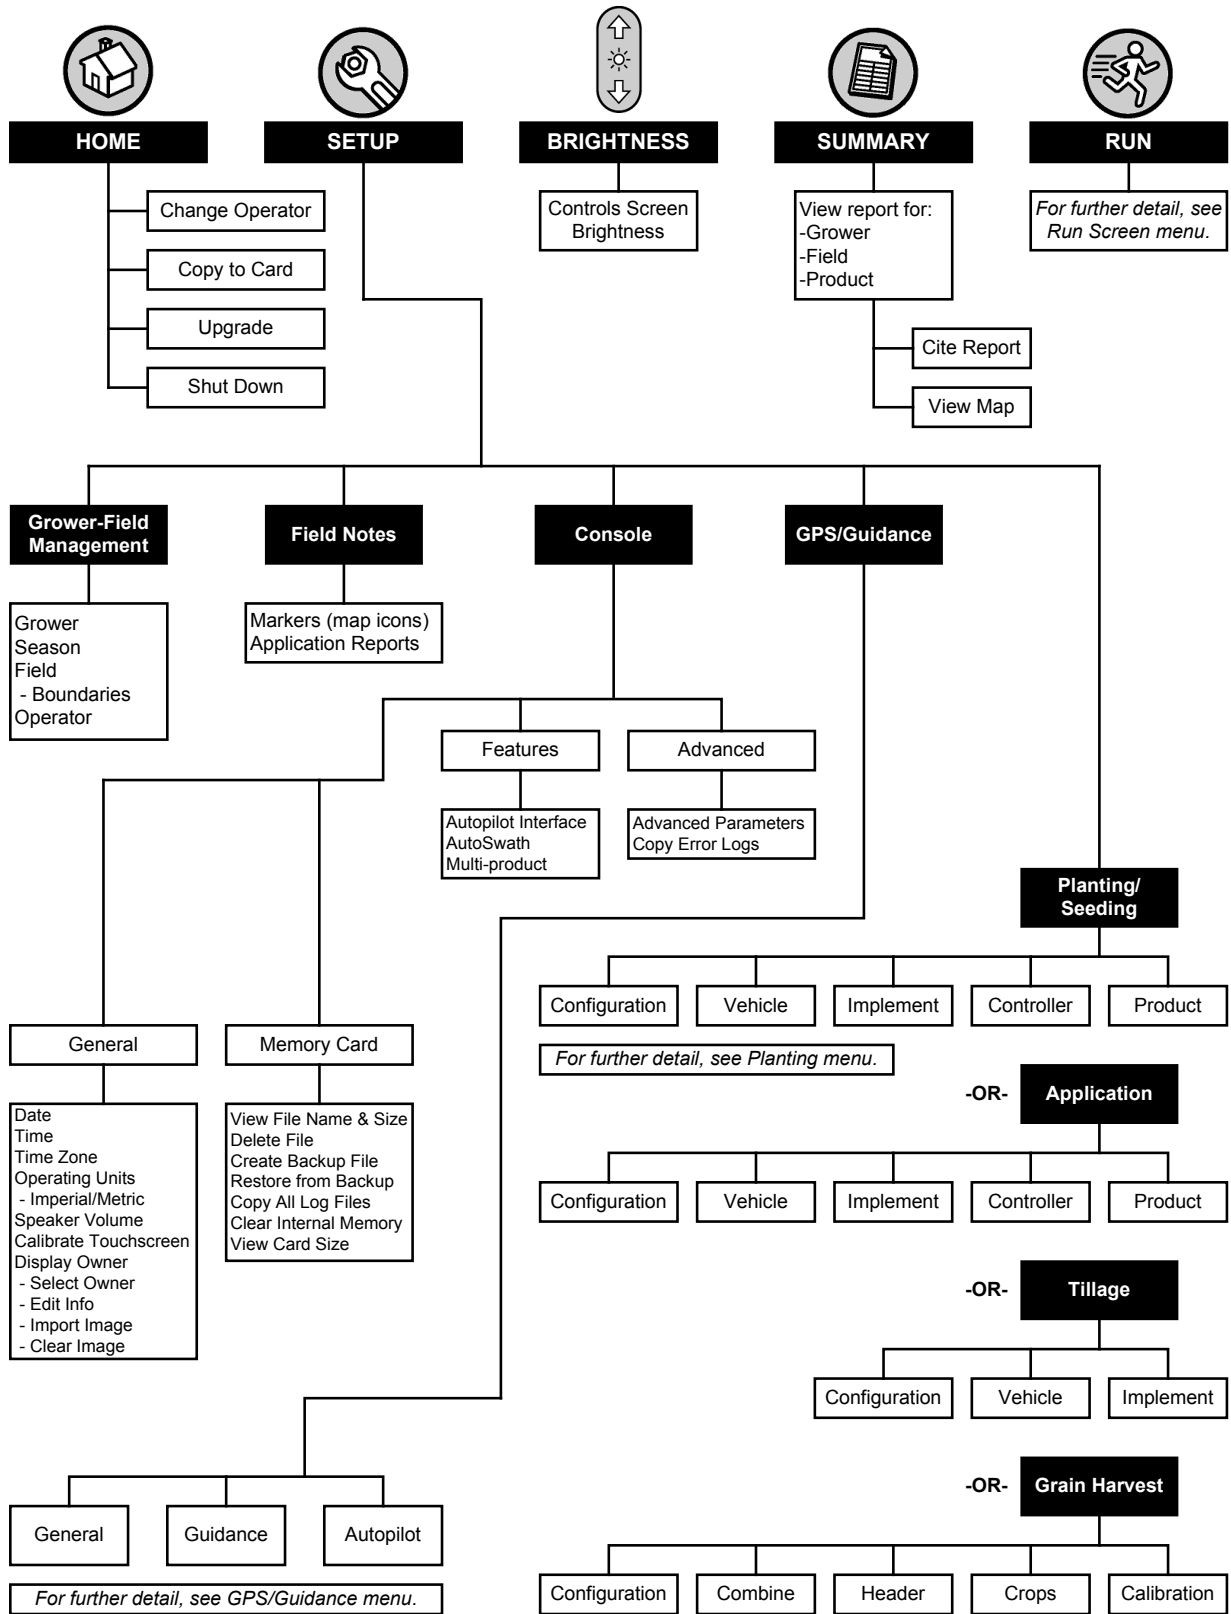 HOME
SETUP
BRIGHTNESS
SUMMARY
RUN
Change Operator
Copy to Card
Upgrade
Shut Down
Controls Screen
Brightness
View report for:
-Grower
-Field
-Product
Cite Report
View Map
For further detail, see
Run Screen menu.
Grower-Field
Management
Field Notes
Console
GPS/Guidance
Grower
Season
Field
- Boundaries
Operator
Markers (map icons)
Application Reports
Features
Advanced
Autopilot Interface
AutoSwath
Multi-product
Advanced Parameters
Copy Error Logs
Planting/
Seeding
Configuration
Vehicle
Implement
Controller
Product
For further detail, see Planting menu.
General
Memory Card
Date
Time
Time Zone
Operating Units
- Imperial/Metric
Speaker Volume
Calibrate Touchscreen
Display Owner
- Select Owner
- Edit Info
- Import Image
- Clear Image
View File Name & Size
Delete File
Create Backup File
Restore from Backup
Copy All Log Files
Clear Internal Memory
View Card Size
-OR-
Application
Configuration
Vehicle
Implement
Controller
Product
-OR-
Tillage
Configuration
Vehicle
Implement
General
Guidance
Autopilot
For further detail, see GPS/Guidance menu.
-OR-
Grain Harvest
Configuration
Combine
Header
Crops
Calibration